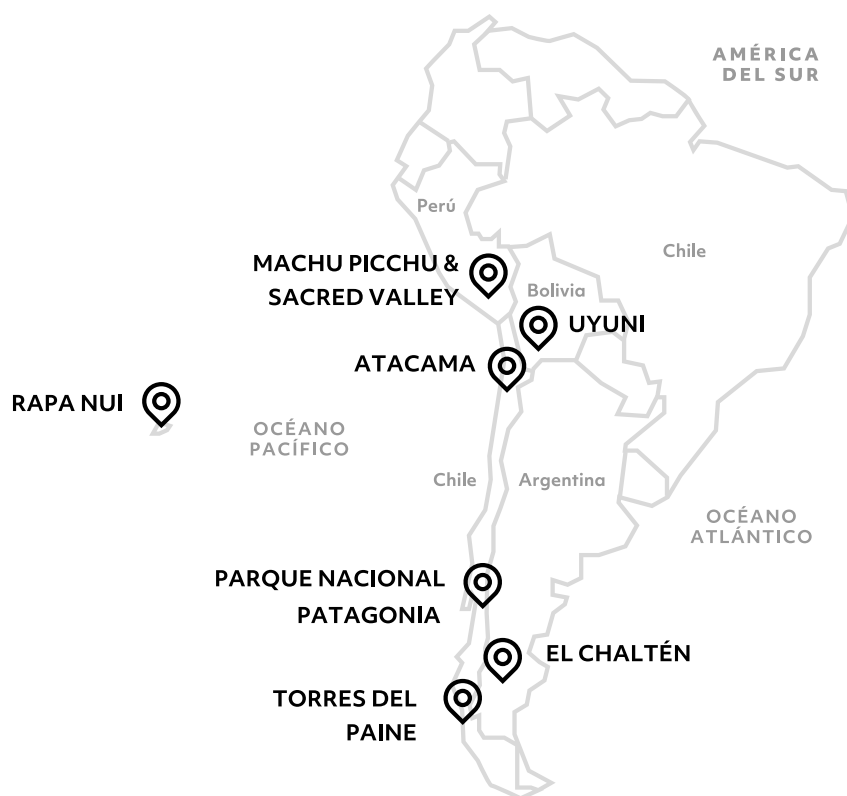 AMÉRICA
DEL SUR
Perú
Chile
MACHU PICCHU &
SACRED VALLEY
Bolivia
UYUNI
ATACAMA
RAPA NUI
OCÉANO
PACÍFICO
Chile
Argentina
OCÉANO
ATLÁNTICO
PARQUE NACIONAL
PATAGONIA
EL CHALTÉN
TORRES DEL
PAINE